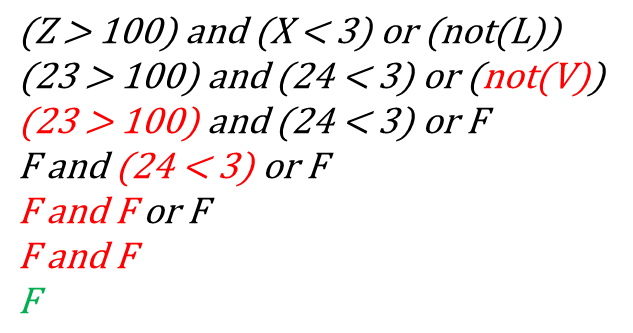 (Z > 100) and (X < 3) or (not(L))
(23 > 100) and (24 < 3) or (not(V))
(23 > 100) and (24 < 3) or F
F and (24 < 3) or F
F and F or F
F and F
F